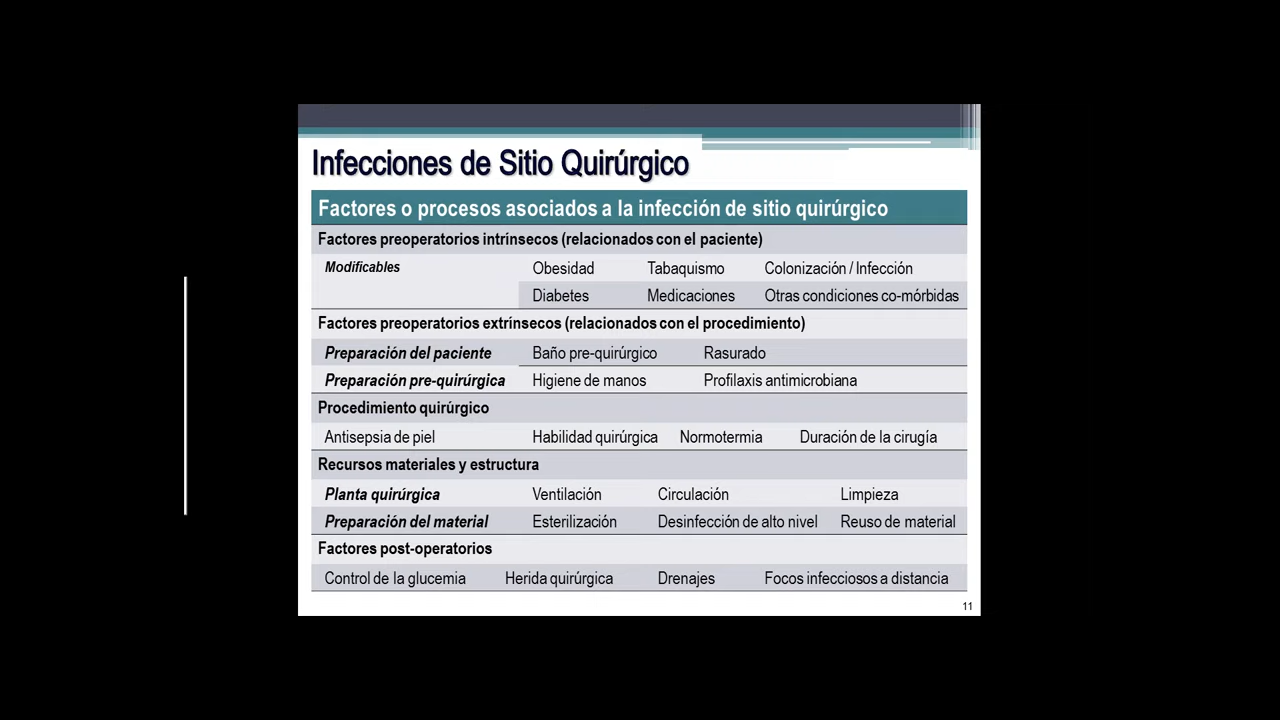 Infecciones de Sitio Quirúrgico
Factores o procesos asociados a la infección de sitio quirúrgico
Factores preoperatorios intrínsecos (relacionados con el paciente)
Modificables Obesidad Tabaquismo Colonización / Infección
Diabetes Medicaciones Otras condiciones co-mórbidas
Factores preoperatorios extrínsecos (relacionados con el procedimiento)
Preparación del paciente Baño pre-quirúrgico Rasurado
Preparación pre-quirúrgica Higiene de manos Profilaxis antimicrobiana
Procedimiento quirúrgico
Antisepsia de piel Habilidad quirúrgica Normotermia Duración de la cirugía
Recursos materiales y estructura
Planta quirúrgica Ventilación Circulación Limpieza
Preparación del material Esterilización Desinfección de alto nivel Reuso de material
Factores post-operatorios
Control de la glucemia Herida quirúrgica Drenajes Focos infecciosos a distancia
11